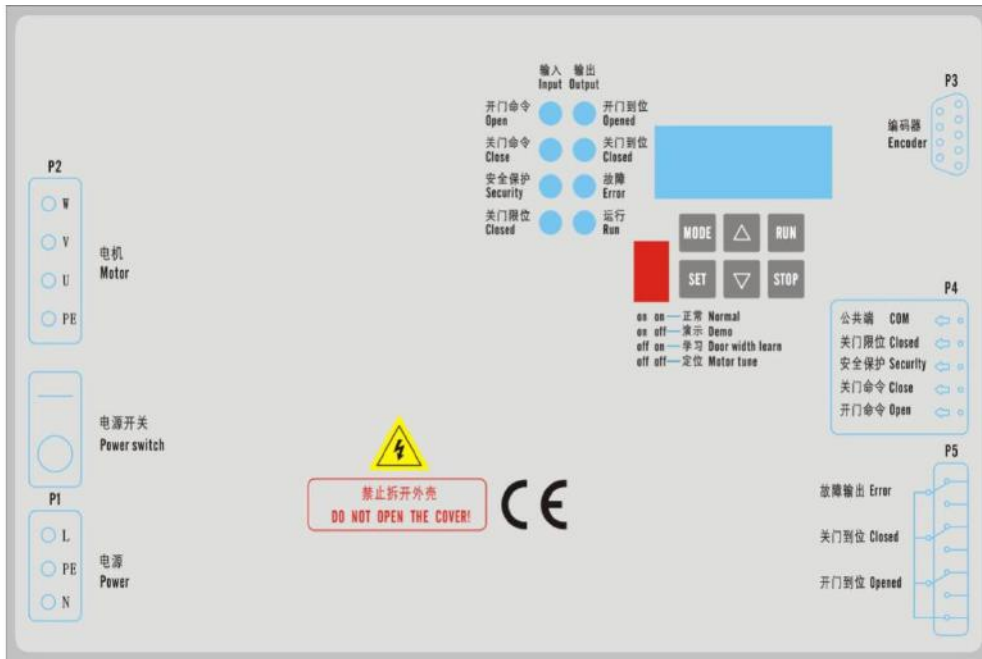 输入 输出
Input Output
开门命令
Open
开门到位
Opened
关门命令
Close
关门到位
Closed
安全保护
Security
故障
Error
关门限位
Closed
运行
Run
MODE △ RUN
SET ▽ STOP
on on—正常 Normal
on off—演示 Demo
off on—学习 Door width learn
off off—定位 Motor tune
P3
编码器
Encoder
P2
W
V
U
PE
电机
Motor
电源开关
Power switch
P1
L
PE
N
电源
Power
禁止拆开外壳
DO NOT OPEN THE COVER!
CE
P4
公共端 COM
关门限位 Closed
安全保护 Security
关门命令 Close
开门命令 Open
P5
故障输出 Error
关门到位 Closed
开门到位 Opened